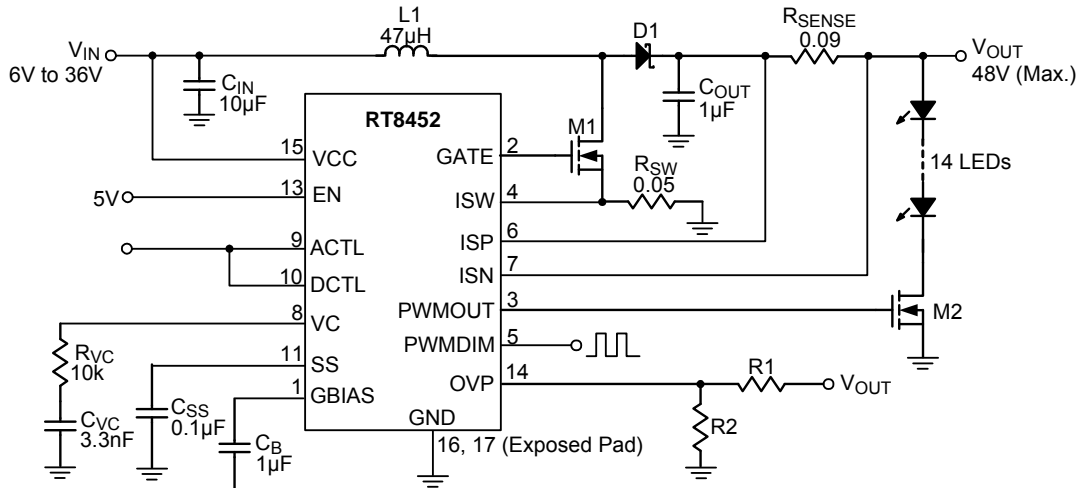 L1
47µH
VIN
6V to 36V
CIN
10µF
D1
RSENSE
0.09
VOUT
48V (Max.)
COUT
1µF
RT8452
M1
RSW
0.05
14 LEDs
15
VCC
GATE
2
5V
13
EN
ISW
4
ISP
6
9
ACTL
ISN
7
10
DCTL
PWMOUT
3
M2
8
VC
PWMDIM
5
RVC
10k
11
SS
OVP
14
R1
VOUT
1
GBIAS
R2
CVC
3.3nF
CSS
0.1µF
CB
1µF
GND
16, 17 (Exposed Pad)